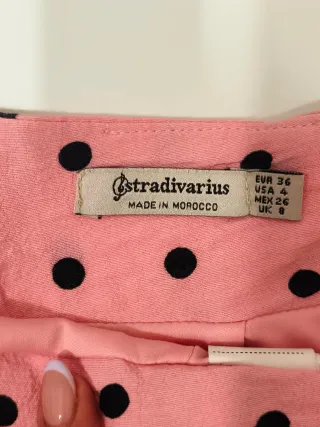 stradivarius
MADE IN MOROCCO
EUR 36
USA 4
MEX 26
UK 8